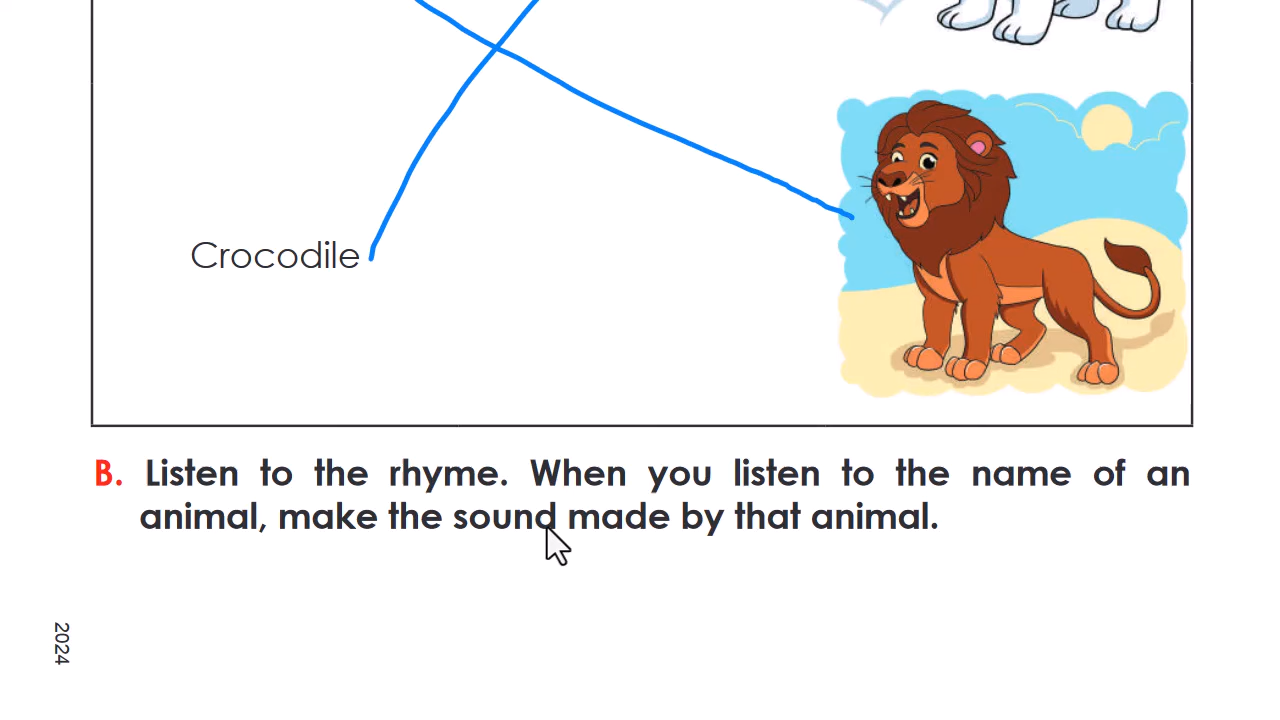 Crocodile
B. Listen to the rhyme. When you listen to the name of an
animal, make the sound made by that animal.
2024